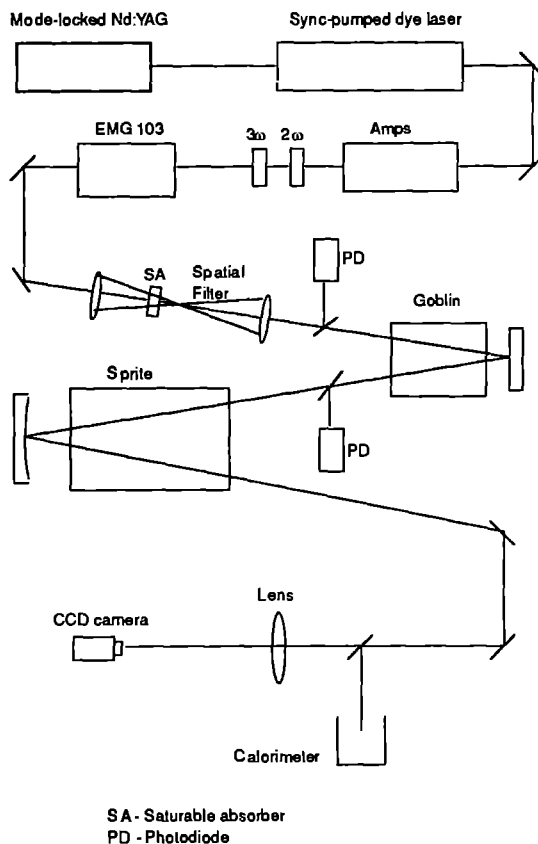 Mode-locked Nd:YAG
Sync-pumped dye laser
EMG 103
3ω
2ω
Amps
SA
Spatial
Filter
PD
Goblin
Sprite
PD
Lens
CCD camera
Calorimeter
SA - Saturable absorber
PD - Photodiode